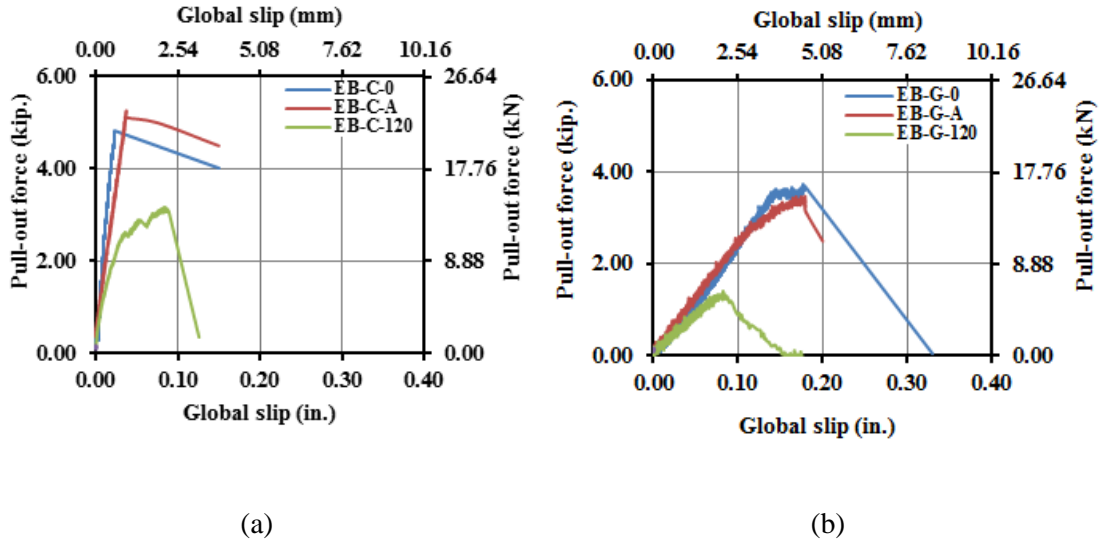 Global slip (mm)
0.00 2.54 5.08 7.62 10.16
6.00 26.64
EB-C-0
EB-C-A
EB-C-120
4.00 17.76
2.00 8.88
0.00 0.00
Pull-out force (kip.)
Pull-out force (kN)
0.00 0.10 0.20 0.30 0.40
Global slip (in.)
(a)
Global slip (mm)
0.00 2.54 5.08 7.62 10.16
6.00 26.64
EB-G-0
EB-G-A
EB-G-120
4.00 17.76
2.00 8.88
0.00 0.00
Pull-out force (kip.)
Pull-out force (kN)
0.00 0.10 0.20 0.30 0.40
Global slip (in.)
(b)